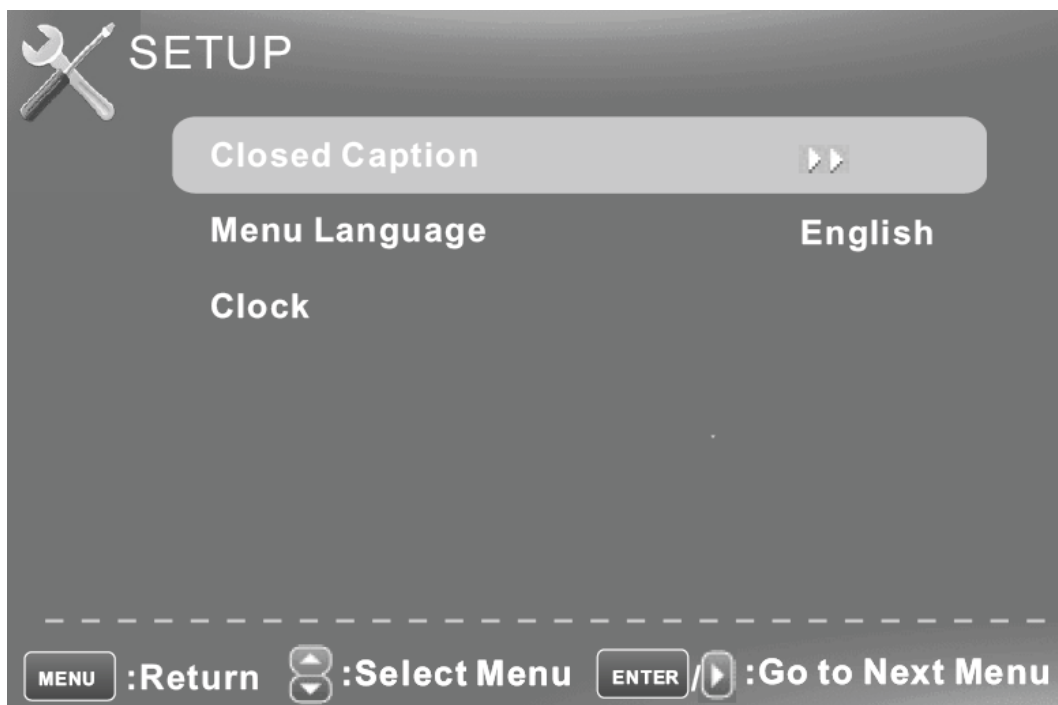 SETUP
Closed Caption
Menu Language English
Clock
MENU :Return :Select Menu ENTER / :Go to Next Menu